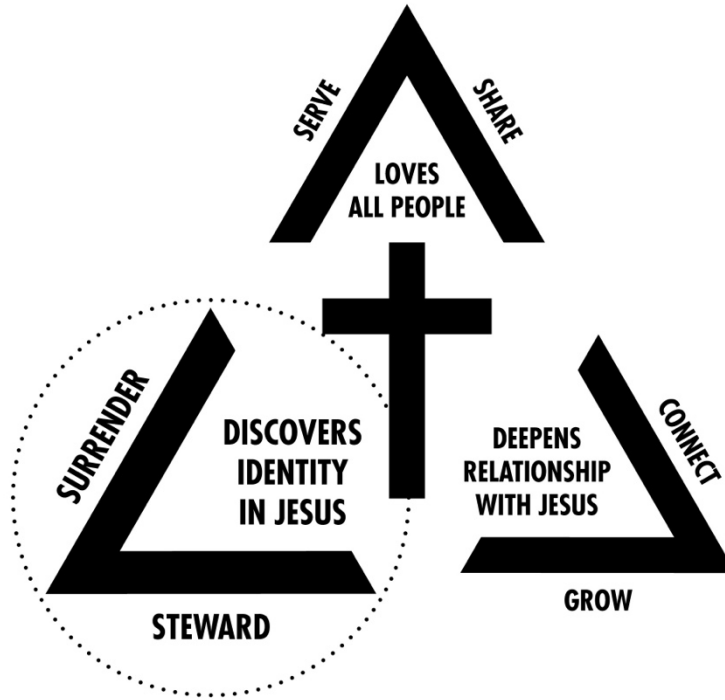 SERVE
SHARE
LOVES
ALL PEOPLE
SURRENDER
DISCOVERS
IDENTITY
IN JESUS
STEWARD
DEEPENS
RELATIONSHIP
WITH JESUS
CONNECT
GROW